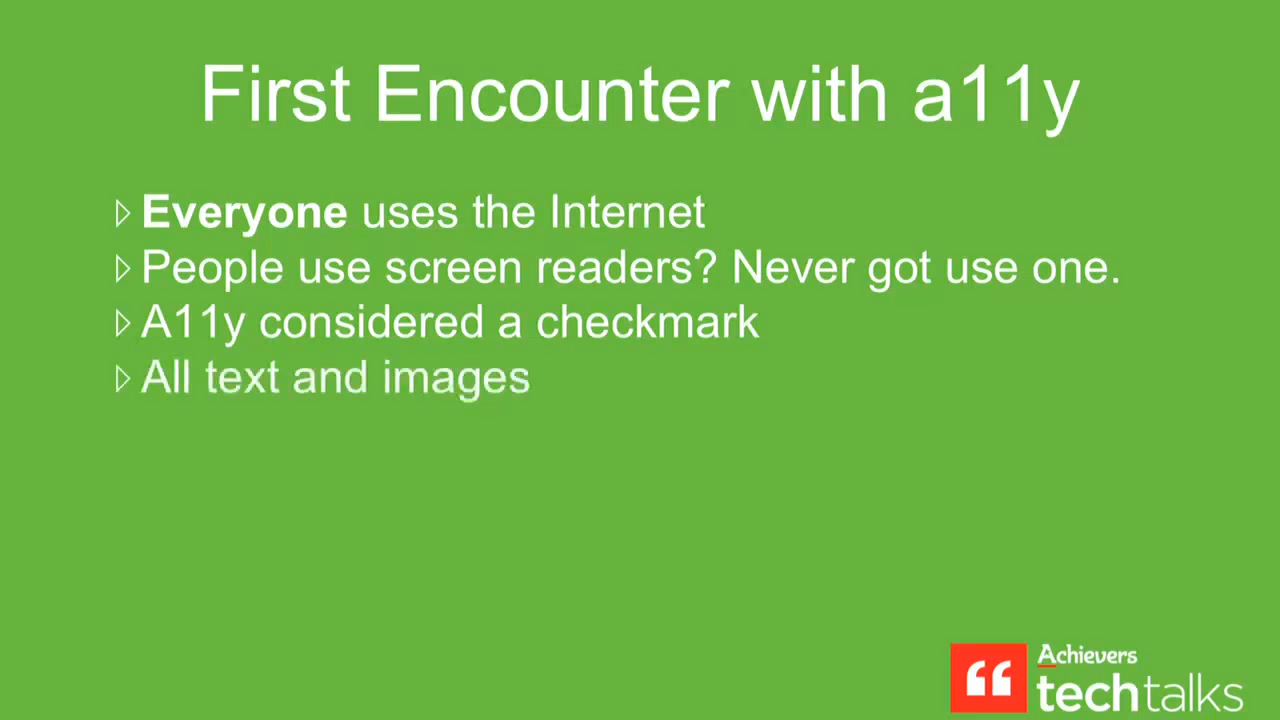 First Encounter with a11y
Everyone uses the Internet
People use screen readers? Never got use one.
A11y considered a checkmark
All text and images
Achievers
techtalks